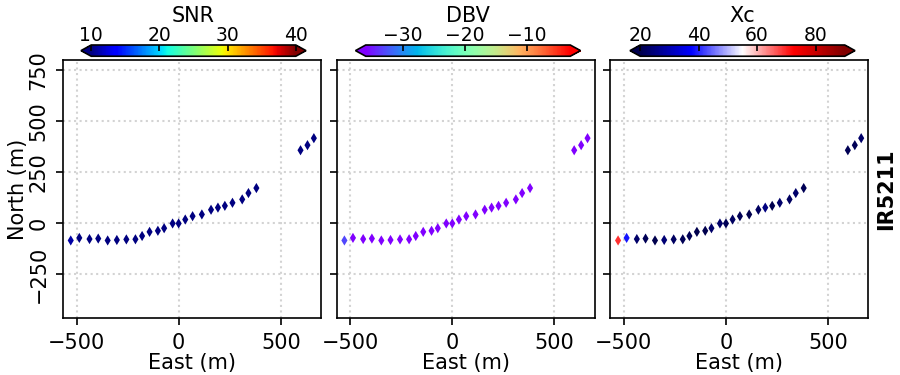 SNR DBV Xc
10 20 30 40 −30 −20 −10 20 40 60 80
750
500
250
0
−250
North (m)
IR5211
−500 0 500 −500 0 500 −500 0 500
East (m) East (m) East (m)